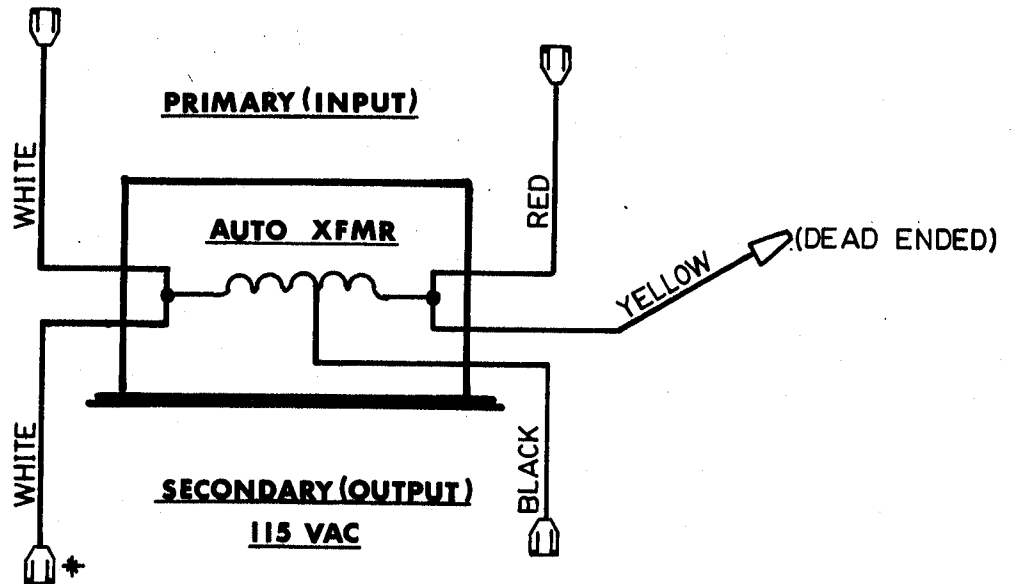 PRIMARY (INPUT)
WHITE
RED
AUTO XFMR
(DEAD ENDED)
YELLOW
WHITE
BLACK
SECONDARY (OUTPUT)
115 VAC
*